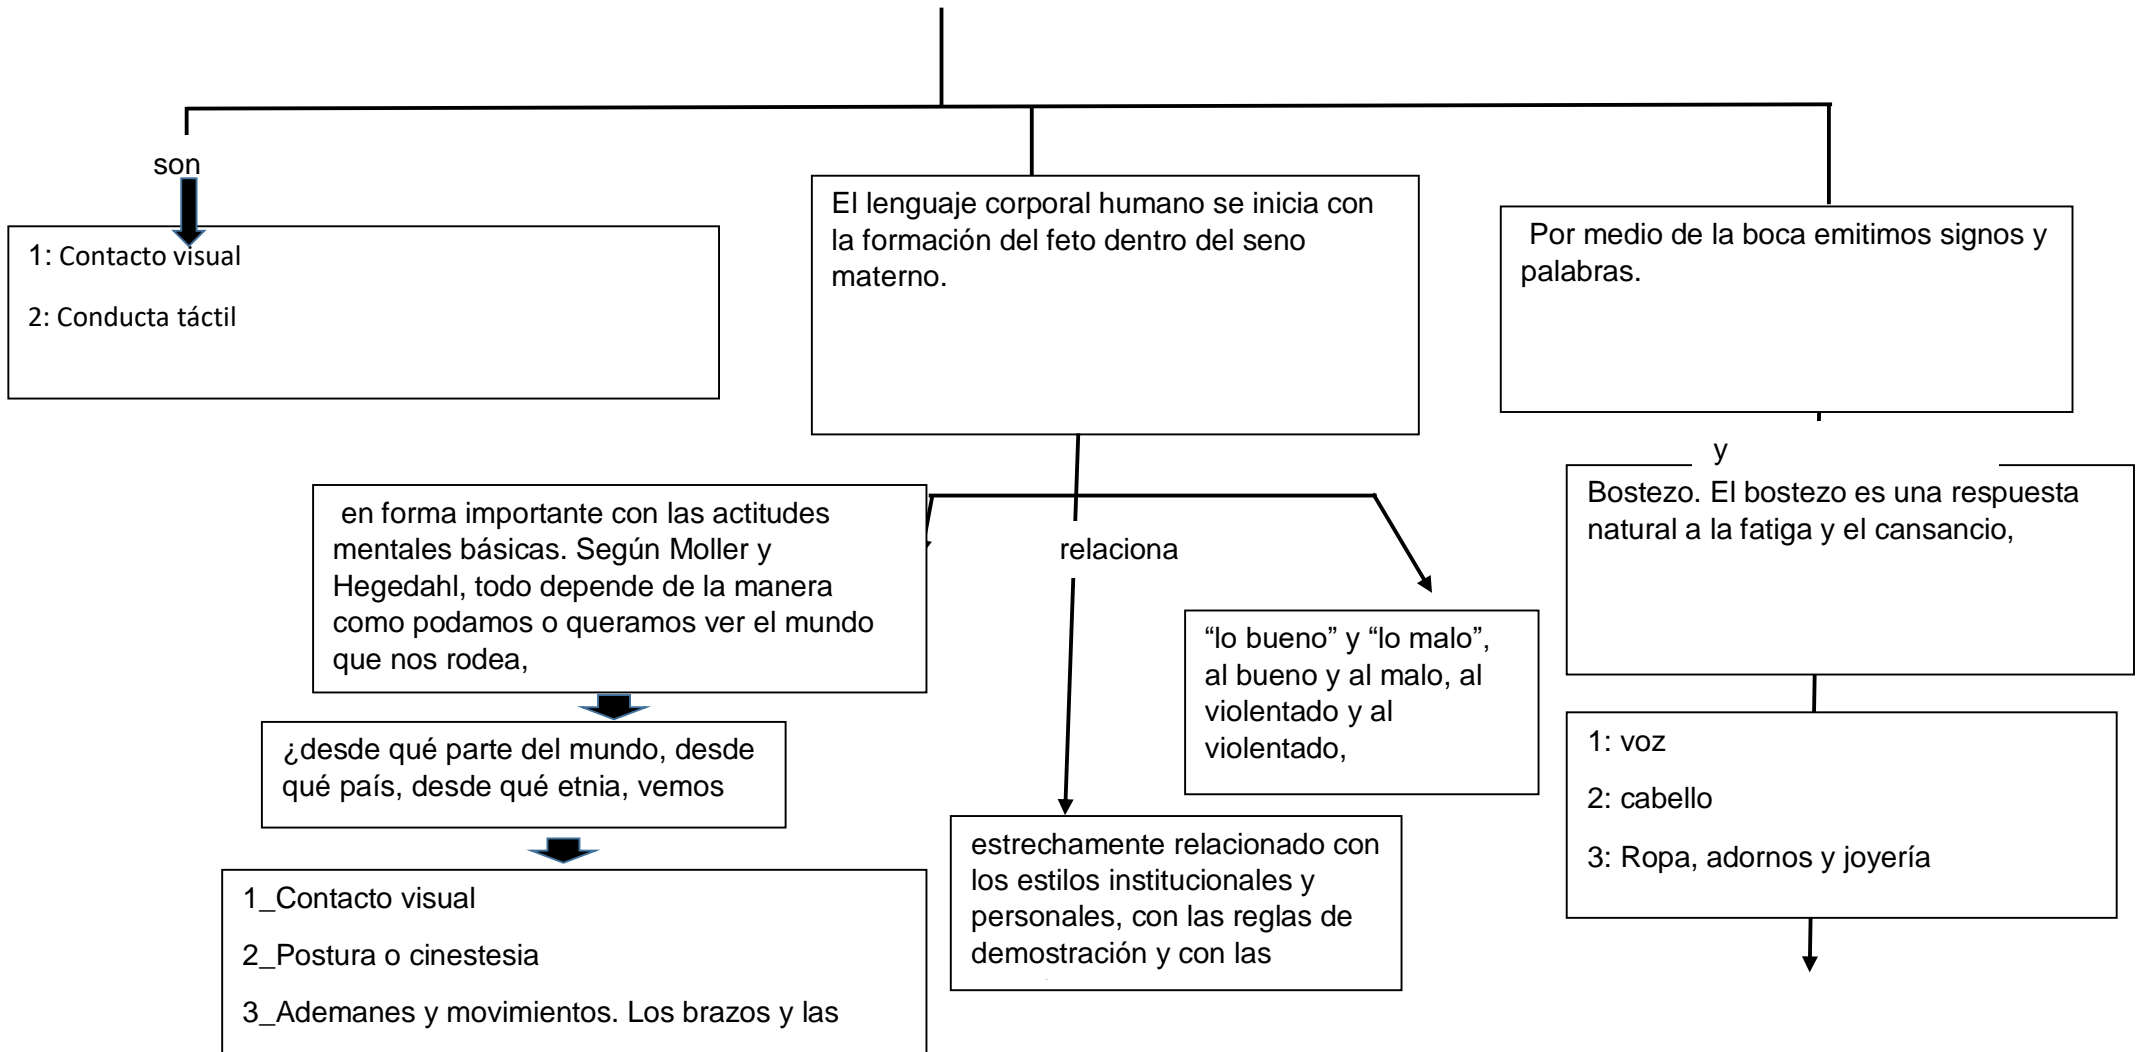 son
1: Contacto visual
2: Conducta táctil
El lenguaje corporal humano se inicia con
la formación del feto dentro del seno
materno.
Por medio de la boca emitimos signos y
palabras.
y
Bostezo. El bostezo es una respuesta
natural a la fatiga y el cansancio,
en forma importante con las actitudes
mentales básicas. Según Moller y
Hegedahl, todo depende de la manera
como podamos o queramos ver el mundo
que nos rodea,
relaciona
“lo bueno” y “lo malo”,
al bueno y al malo, al
violentado y al
violentado,
¿desde qué parte del mundo, desde
qué país, desde qué etnia, vemos
estrechamente relacionado con
los estilos institucionales y
personales, con las reglas de
demostración y con las
1: voz
2: cabello
3: Ropa, adornos y joyería
1_Contacto visual
2_Postura o cinestesia
3_Ademanes y movimientos. Los brazos y las